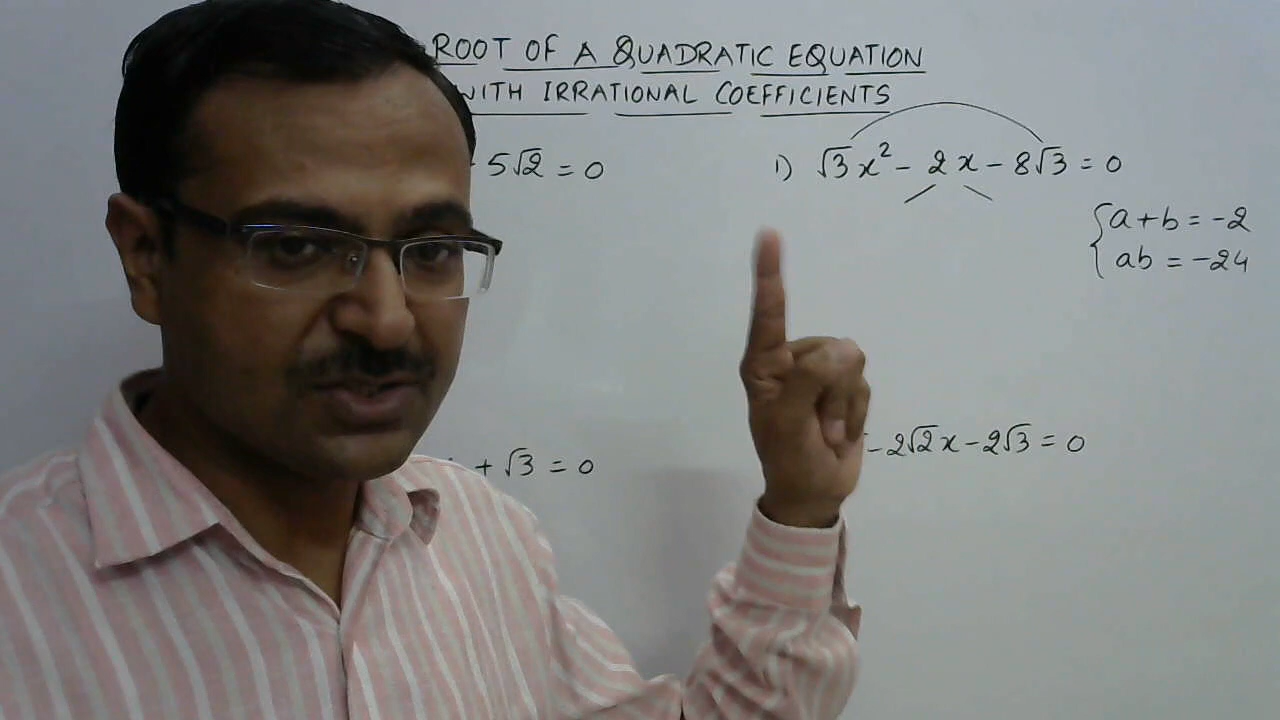 ROOT OF A QUADRATIC EQUATION
WITH IRRATIONAL COEFFICIENTS
5√2 = 0
1) √3x² - 2x - 8√3 = 0
a+b = -2
ab = -24
+ √3 = 0
- 2√2x - 2√3 = 0